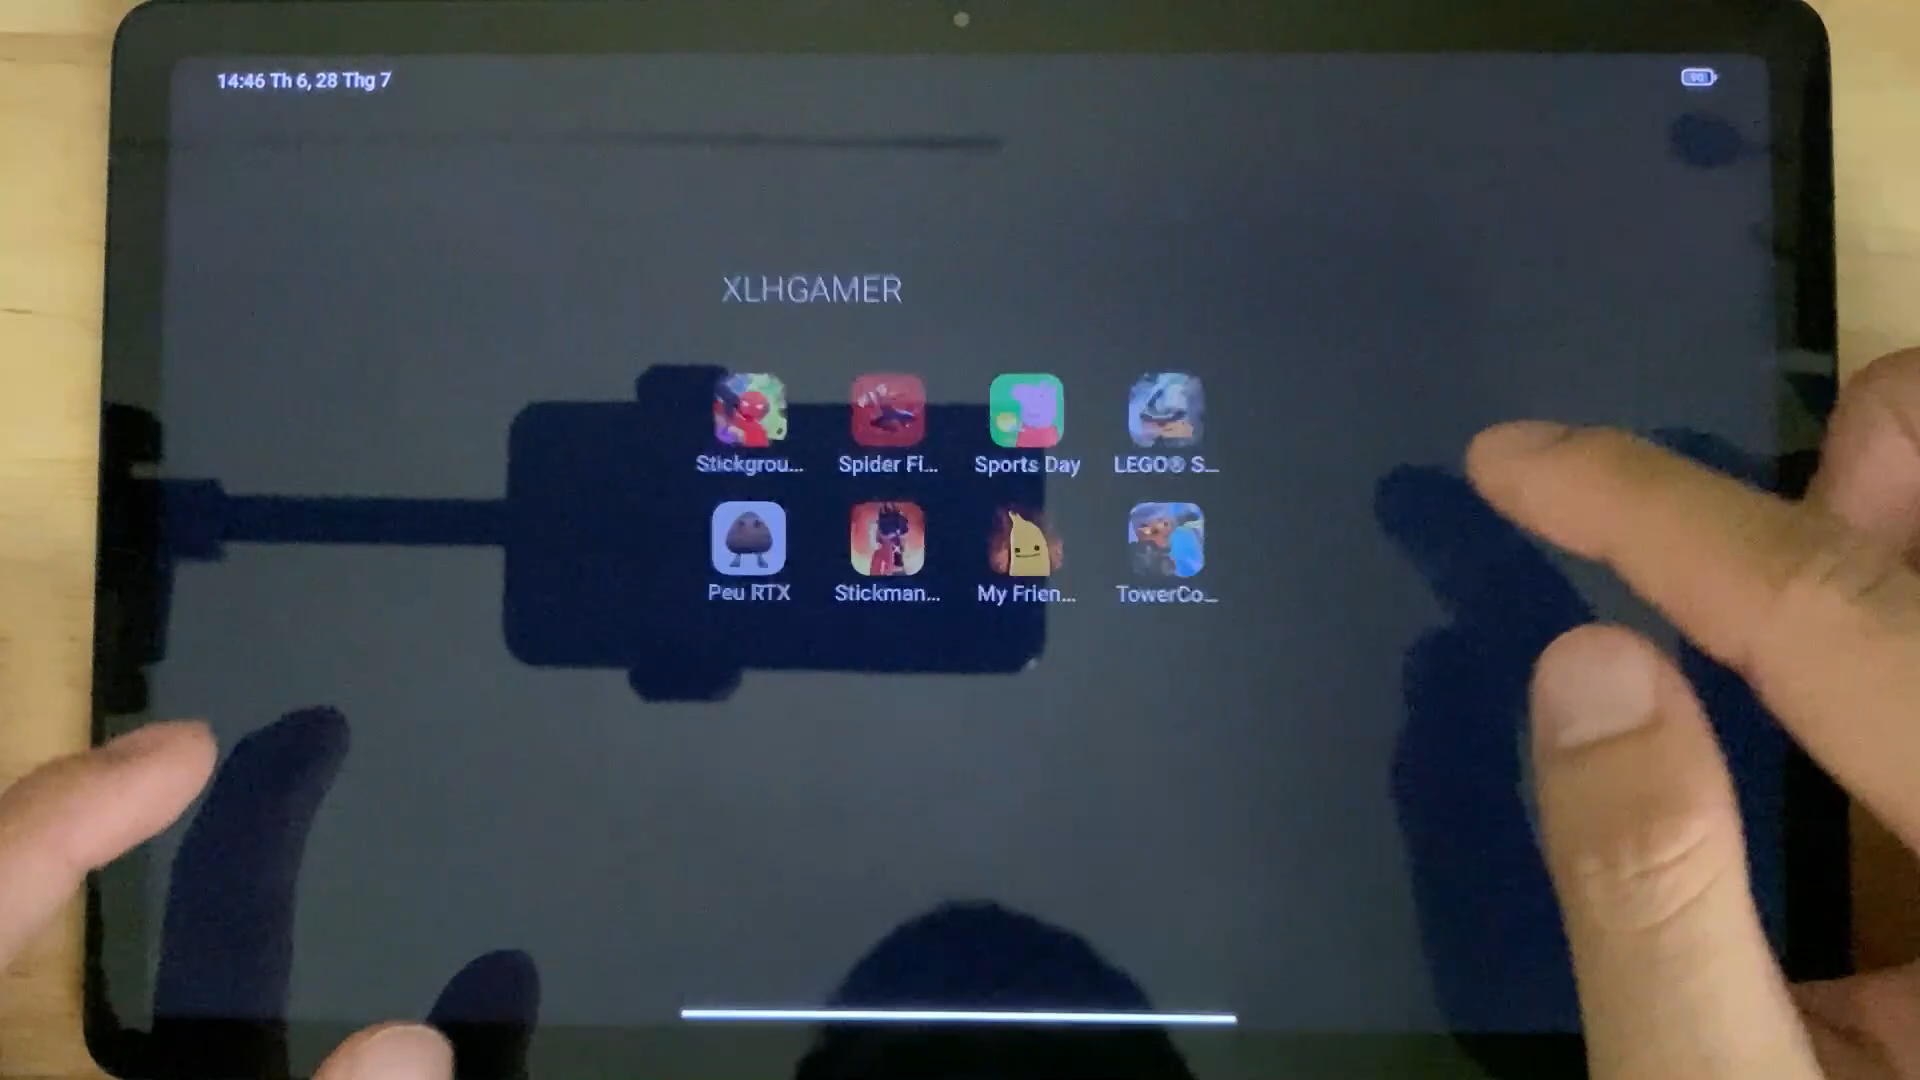 14:46 Th 6, 28 Thg 7
90
XLHGAMER
Stickgrou... Spider Fi... Sports Day LEGO® S...
Peu RTX Stickman... My Frien... TowerCo...